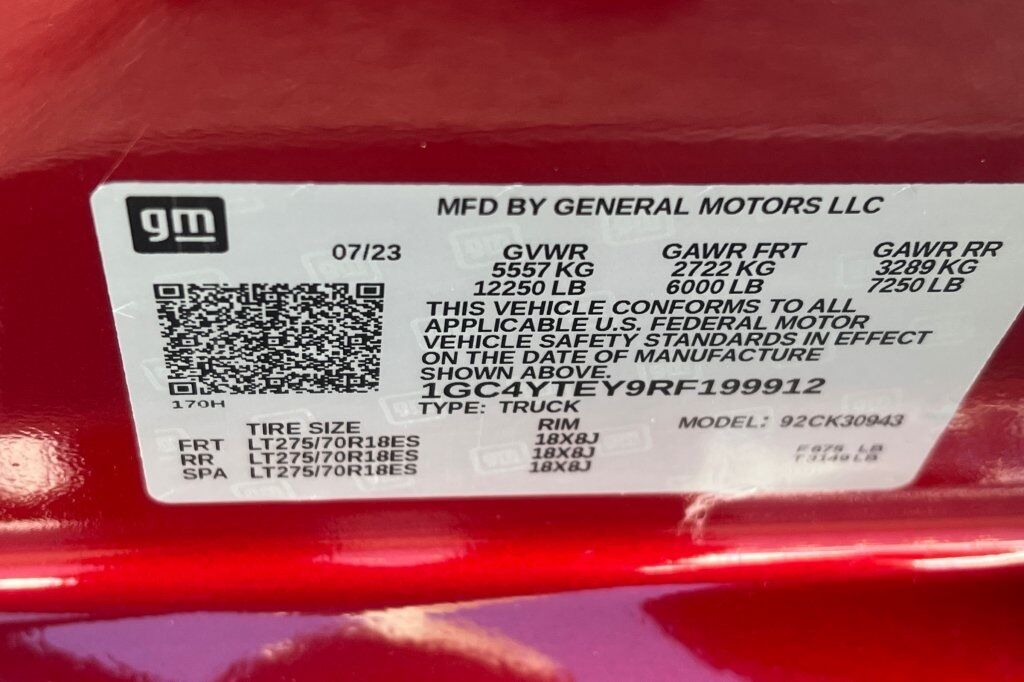 gm
MFD BY GENERAL MOTORS LLC
07/23
GVWR GAWR FRT GAWR RR
5557 KG 2722 KG 3289 KG
12250 LB 6000 LB 7250 LB
THIS VEHICLE CONFORMS TO ALL
APPLICABLE U.S. FEDERAL MOTOR
VEHICLE SAFETY STANDARDS IN EFFECT
ON THE DATE OF MANUFACTURE
SHOWN ABOVE.
1GC4YTEY9RF199912
170H
TYPE: TRUCK
TIRE SIZE RIM MODEL: 92CK30943
FRT LT275/70R18ES 18X8J
RR LT275/70R18ES 18X8J
SPA LT275/70R18ES 18X8J
LB
LB